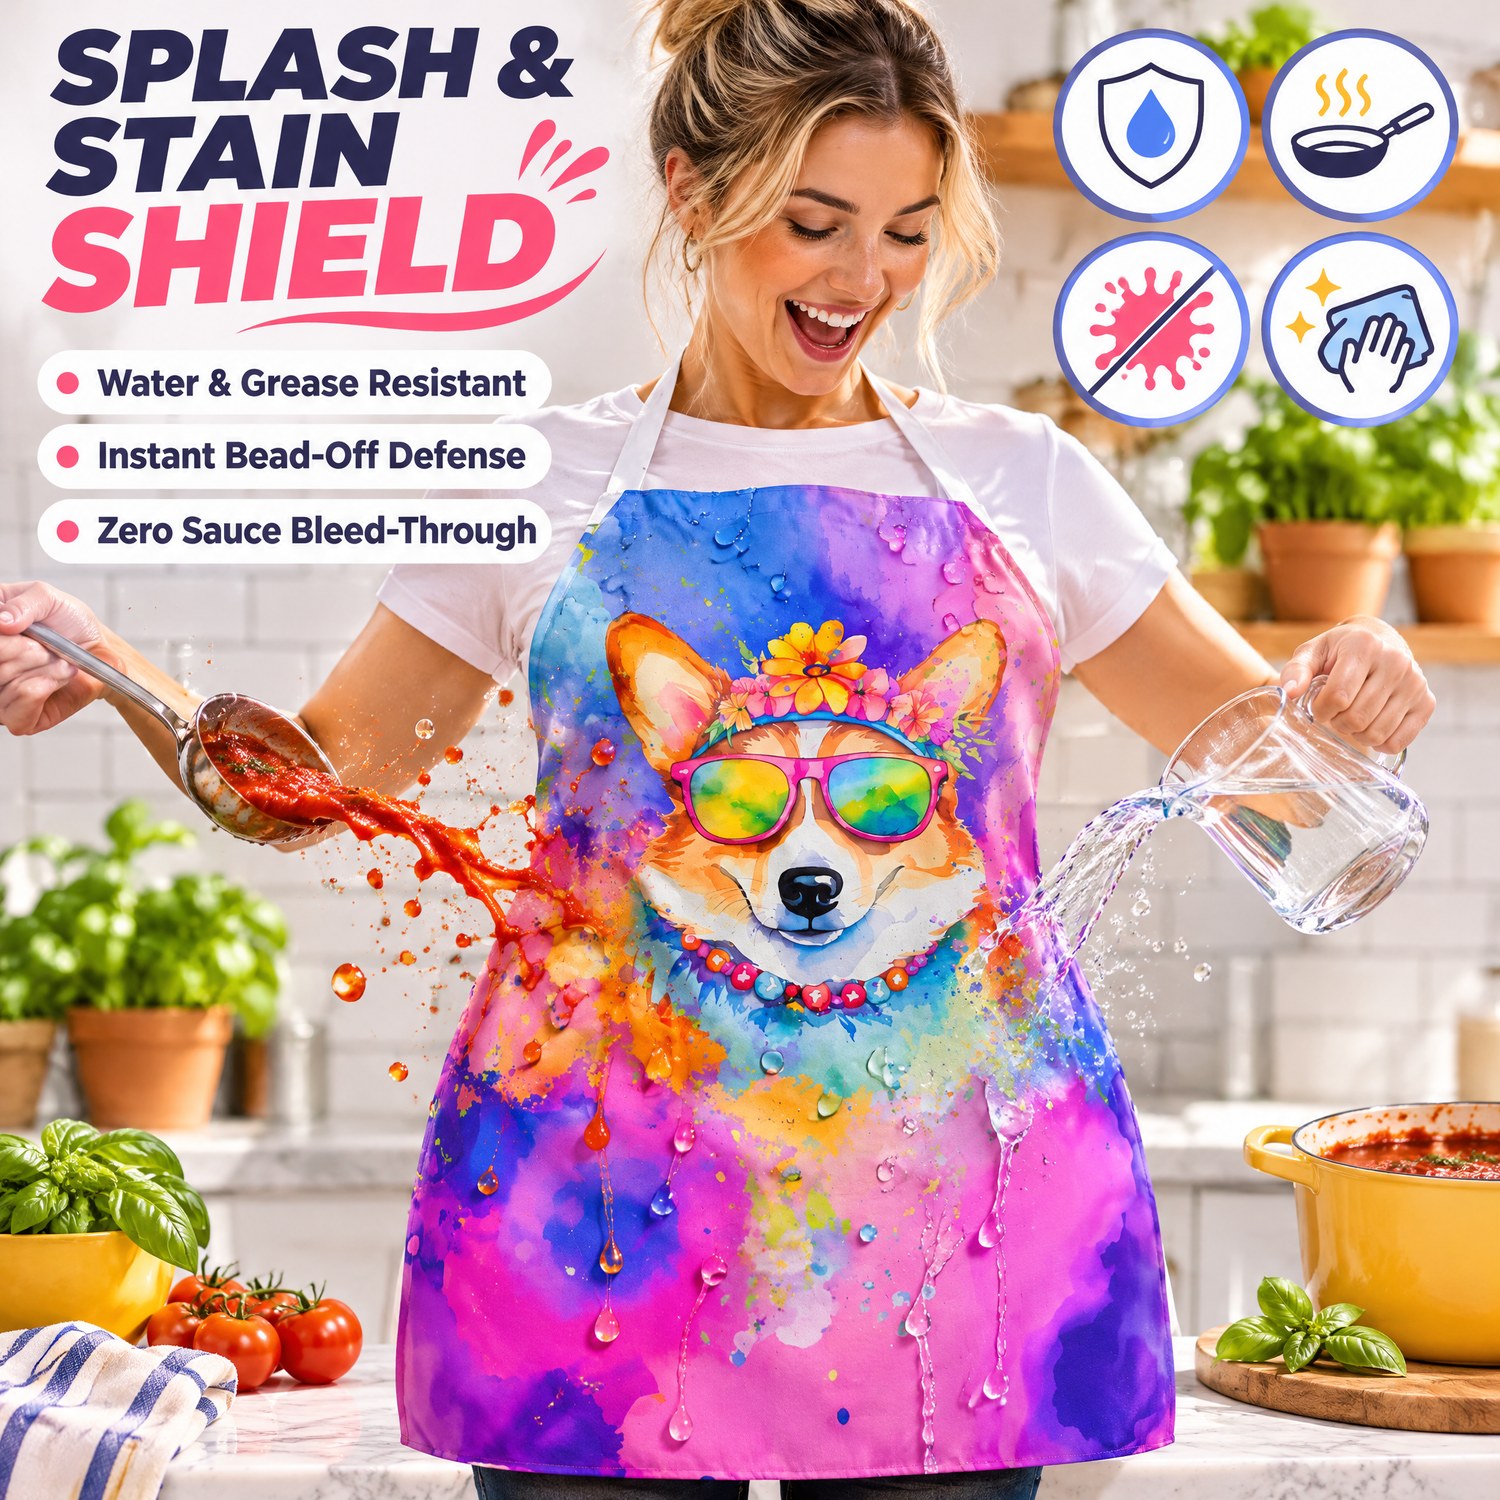 SPLASH &
STAIN
SHIELD
Water & Grease Resistant
Instant Bead-Off Defense
Zero Sauce Bleed-Through